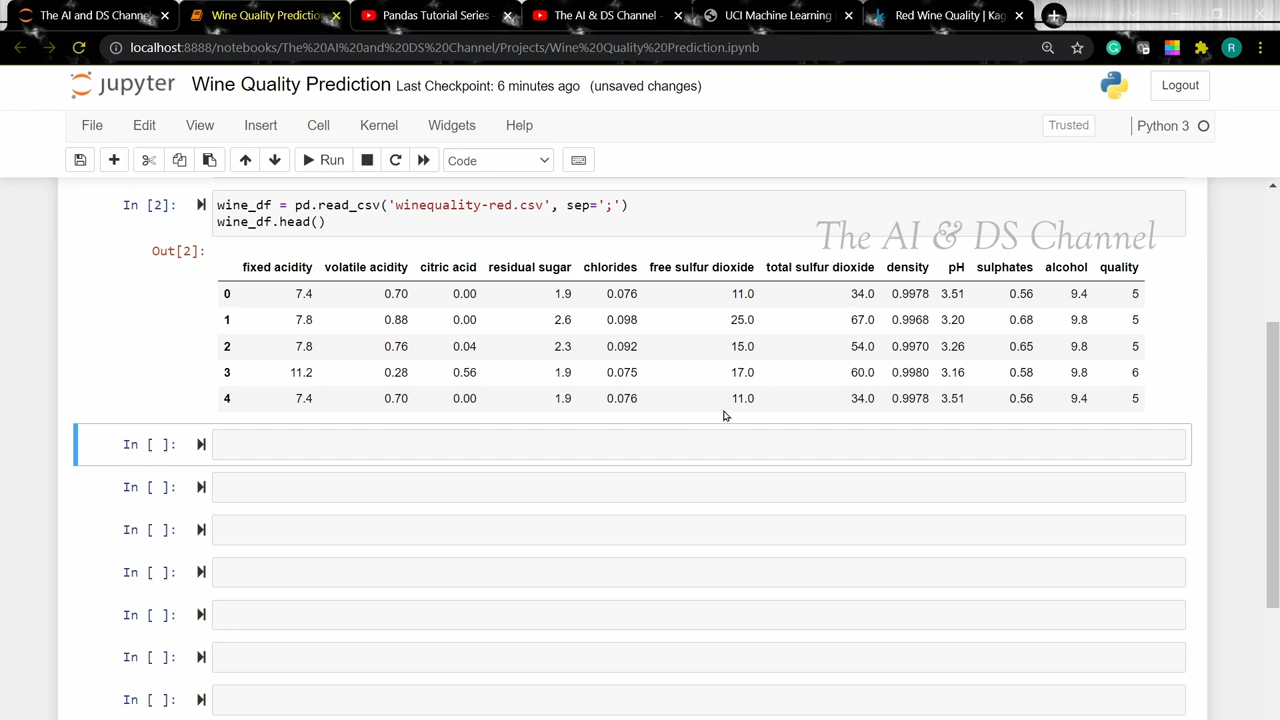 The AI and DS Channel
Wine Quality Prediction
Pandas Tutorial Series -
The AI & DS Channel -
UCI Machine Learning
Red Wine Quality | Kag
localhost:8888/notebooks/The%20AI%20and%20DS%20Channel/Projects/Wine%20Quality%20Prediction.ipynb
R
jupyter Wine Quality Prediction Last Checkpoint: 6 minutes ago (unsaved changes)
Logout
File Edit View Insert Cell Kernel Widgets Help
Trusted
Python 3
Run
Code
In [2]: wine_df = pd.read_csv('winequality-red.csv', sep=';')
wine_df.head()
The AI & DS Channel
Out[2]:
fixed acidity volatile acidity citric acid residual sugar chlorides free sulfur dioxide total sulfur dioxide density pH sulphates alcohol quality
0 7.4 0.70 0.00 1.9 0.076 11.0 34.0 0.9978 3.51 0.56 9.4 5
1 7.8 0.88 0.00 2.6 0.098 25.0 67.0 0.9968 3.20 0.68 9.8 5
2 7.8 0.76 0.04 2.3 0.092 15.0 54.0 0.9970 3.26 0.65 9.8 5
3 11.2 0.28 0.56 1.9 0.075 17.0 60.0 0.9980 3.16 0.58 9.8 6
4 7.4 0.70 0.00 1.9 0.076 11.0 34.0 0.9978 3.51 0.56 9.4 5
In [ ]:
In [ ]:
In [ ]:
In [ ]:
In [ ]:
In [ ]:
In [ ]: